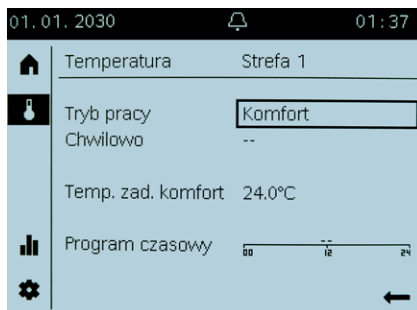 01.01.2030 01:37
Temperatura Strefa 1
Tryb pracy Komfort
Chwilowo --
Temp. zad. komfort 24.0°C
Program czasowy --
00 12 24